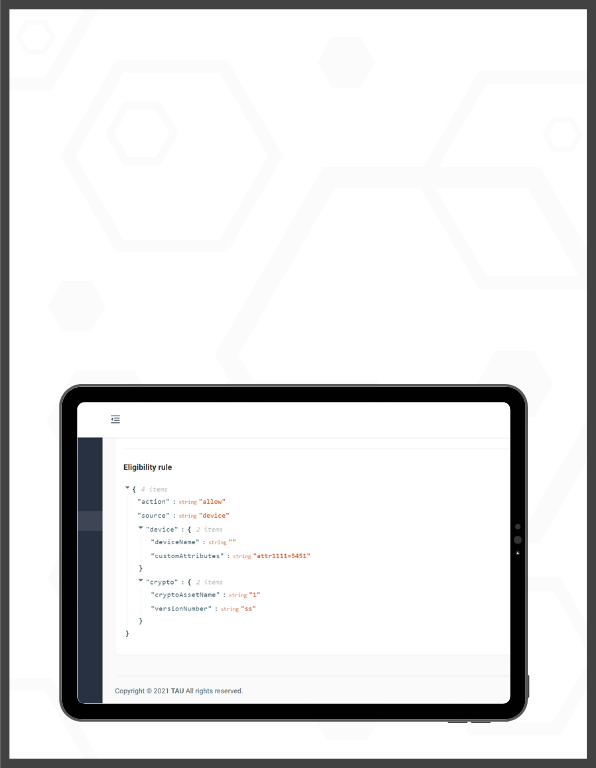 Eligibility rule
{ 4 items
"action" : string "allow"
"source" : string "device"
"device" : { 2 items
"deviceName" : string ""
"customAttributes" : string "attr1111=5451"
}
"crypto" : { 2 items
"cryptoAssetName" : string "1"
"versionNumber" : string "$$"
}
}
Copyright © 2021 TAU All rights reserved.